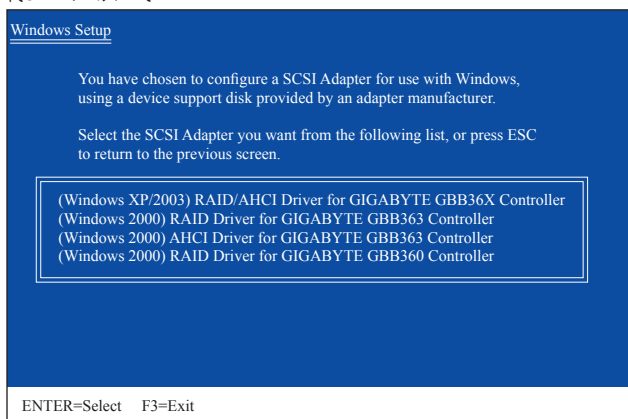 Windows Setup
You have chosen to configure a SCSI Adapter for use with Windows,
using a device support disk provided by an adapter manufacturer.
Select the SCSI Adapter you want from the following list, or press ESC
to return to the previous screen.
(Windows XP/2003) RAID/AHCI Driver for GIGABYTE GBB36X Controller
(Windows 2000) RAID Driver for GIGABYTE GBB363 Controller
(Windows 2000) AHCI Driver for GIGABYTE GBB363 Controller
(Windows 2000) RAID Driver for GIGABYTE GBB360 Controller
ENTER=Select F3=Exit